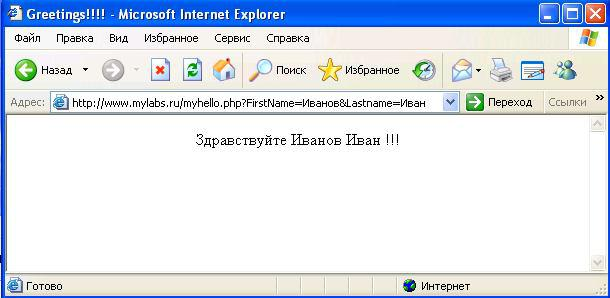 Greetings!!!! - Microsoft Internet Explorer
Файл Правка Вид Избранное Сервис Справка
Назад Поиск Избранное
Адрес: http://www.mylabs.ru/myhello.php?FirstName=Иванов&Lastname=Иван Переход Ссылки »
Здравствуйте Иванов Иван !!!
Готово Интернет